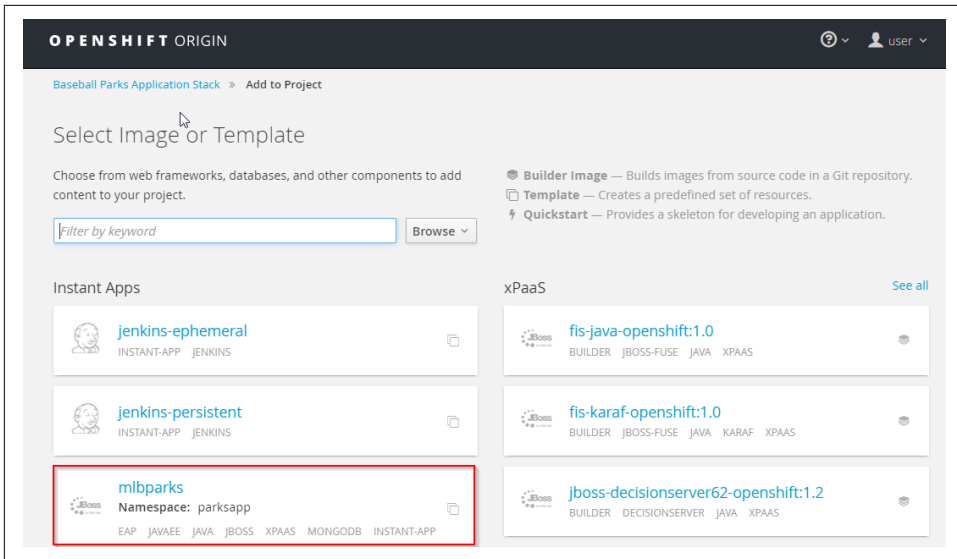 OPENSHIFT ORIGIN
user
Baseball Parks Application Stack » Add to Project
Select Image or Template
Choose from web frameworks, databases, and other components to add
content to your project.
Filter by keyword
Browse
Builder Image — Builds images from source code in a Git repository.
Template — Creates a predefined set of resources.
Quickstart — Provides a skeleton for developing an application.
Instant Apps
jenkins-ephemeral
INSTANT-APP JENKINS
jenkins-persistent
INSTANT-APP JENKINS
JBoss
mlbparks
Namespace: parksapp
EAP JAVAEE JAVA JBOSS XPAAS MONGODB INSTANT-APP
xPaaS
See all
JBoss
fis-java-openshift:1.0
BUILDER JBOSS-FUSE JAVA XPAAS
JBoss
fis-karaf-openshift:1.0
BUILDER JBOSS-FUSE JAVA KARAF XPAAS
JBoss
jboss-decisionserver62-openshift:1.2
BUILDER DECISIONSERVER JAVA XPAAS